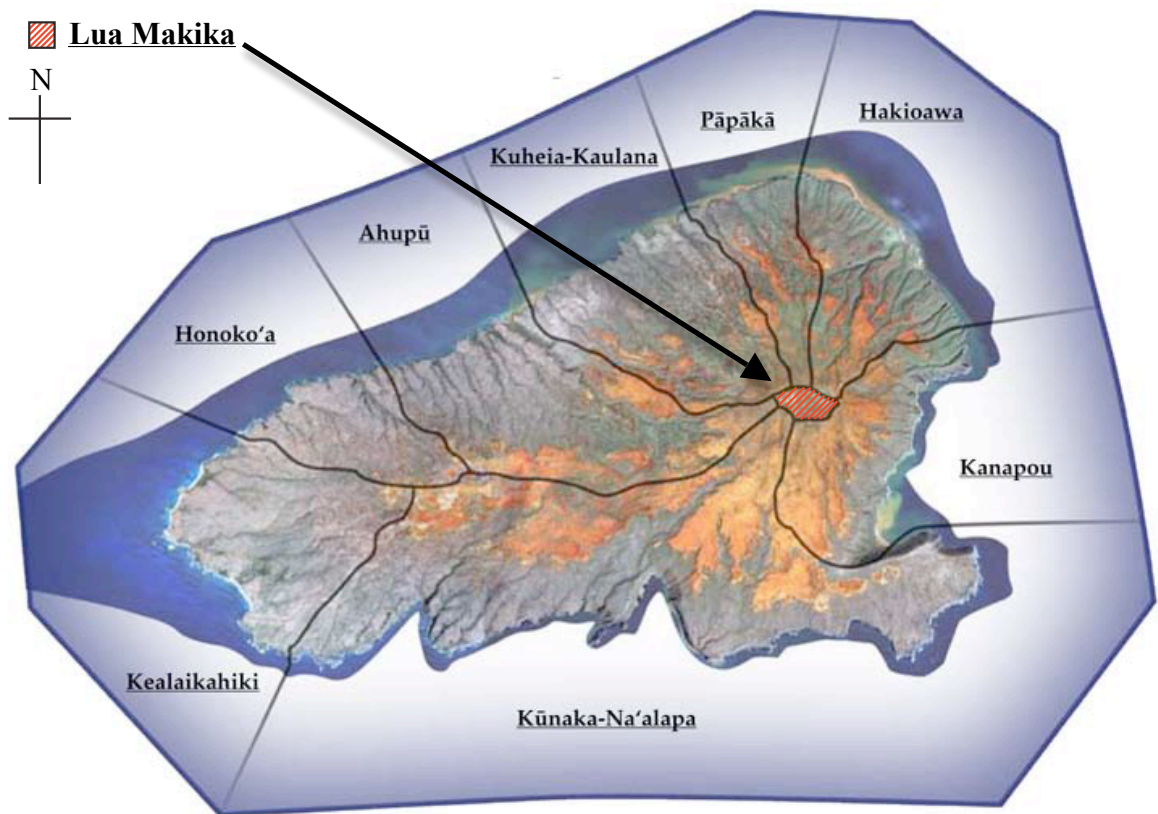 Lua Makika
N
Hakioawa
Pāpākā
Kuheia-Kaulana
Ahupū
Honokoʻa
Kanapou
Kealaikahiki
Kūnaka-Naʻalapa